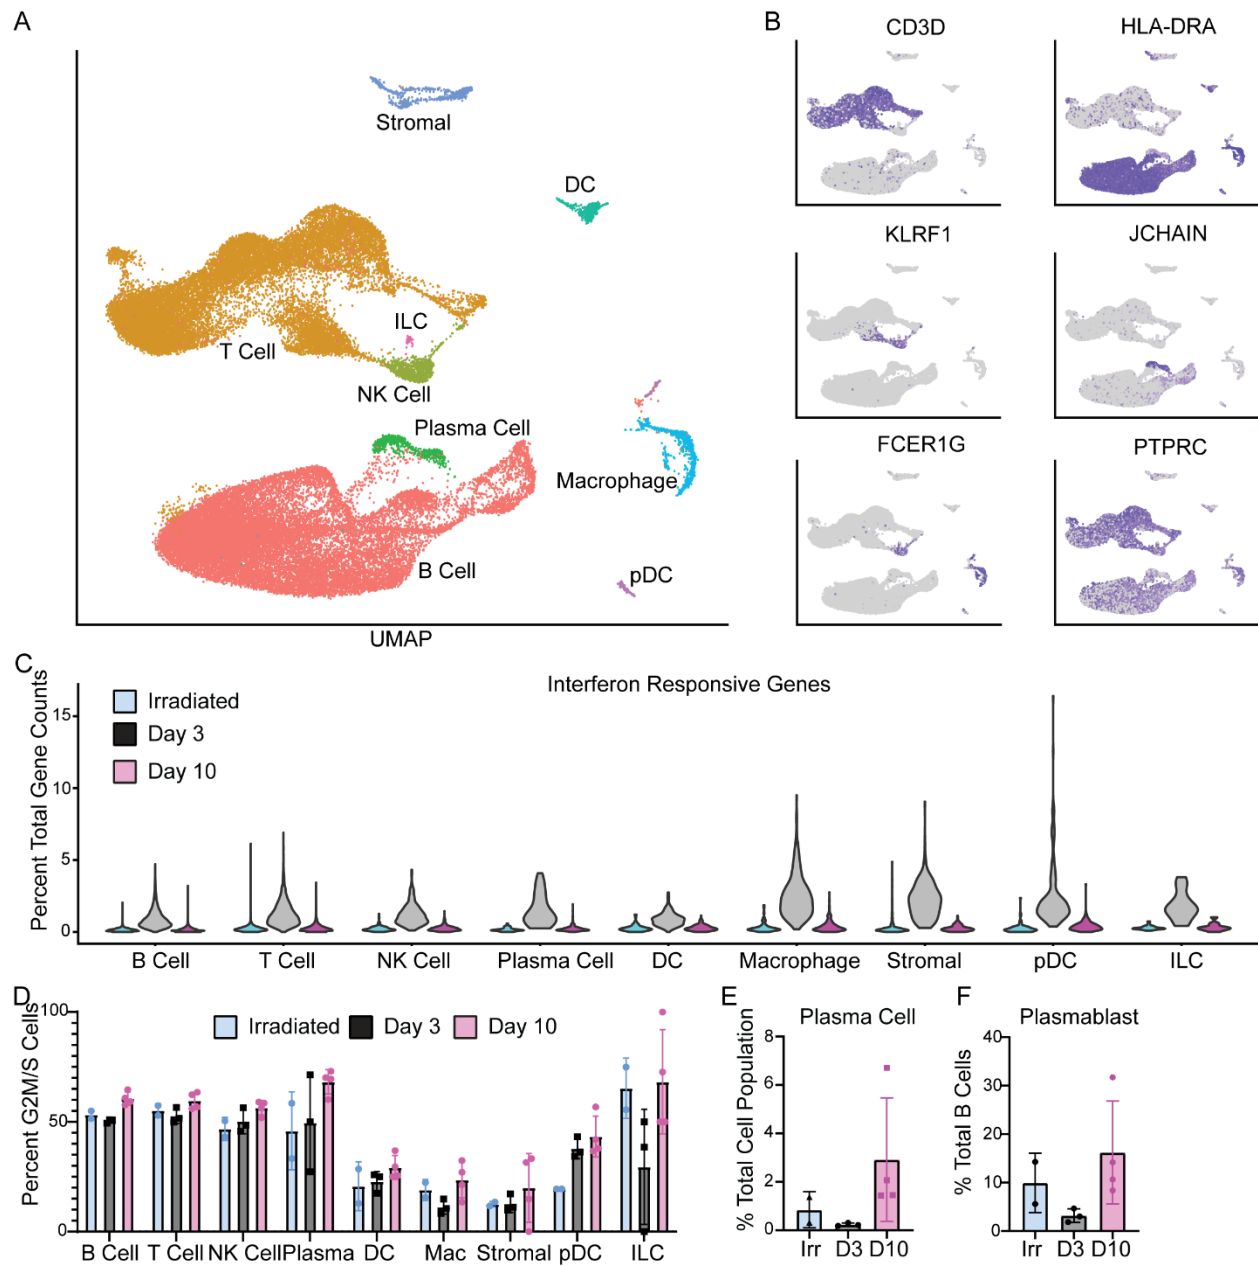 A
Stromal
DC
ILC
T Cell
NK Cell
Plasma Cell
Macrophage
B Cell
pDC
UMAP
B
CD3D
HLA-DRA
KLRF1
JCHAIN
FCER1G
PTPRC
C
Interferon Responsive Genes
Percent Total Gene Counts
15
10
5
0
Irradiated
Day 3
Day 10
B Cell
T Cell
NK Cell
Plasma Cell
DC
Macrophage
Stromal
pDC
ILC
D
Percent G2M/S Cells
100
50
0
Irradiated
Day 3
Day 10
B Cell
T Cell
NK Cell
Plasma
DC
Mac
Stromal
pDC
ILC
E
Plasma Cell
% Total Cell Population
8
6
4
2
0
Irr
D3
D10
F
Plasmablast
% Total B Cells
40
30
20
10
0
Irr
D3
D10